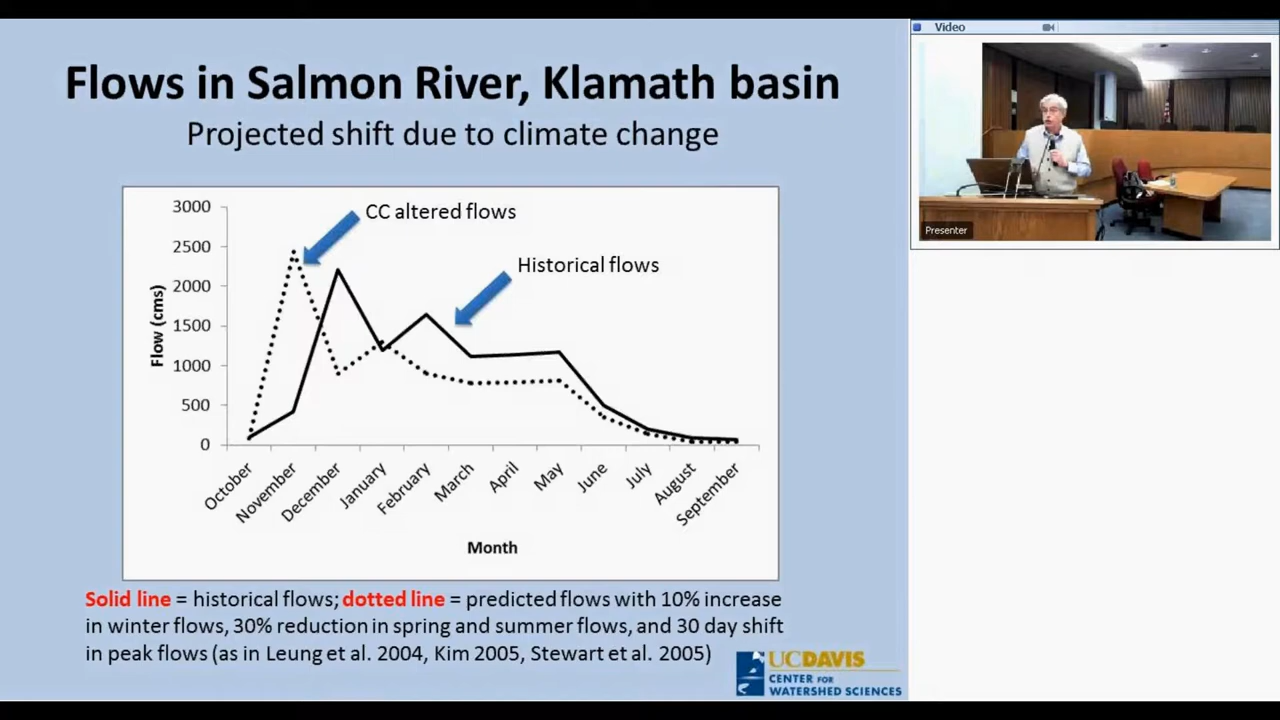 Flows in Salmon River, Klamath basin
Projected shift due to climate change
3000
2500
2000
1500
1000
500
0
Flow (cms)
CC altered flows
Historical flows
October
November
December
January
February
March
April
May
June
July
August
September
Month
Solid line = historical flows; dotted line = predicted flows with 10% increase
in winter flows, 30% reduction in spring and summer flows, and 30 day shift
in peak flows (as in Leung et al. 2004, Kim 2005, Stewart et al. 2005)
UCDAVIS
CENTER FOR
WATERSHED SCIENCES
Video
Presenter